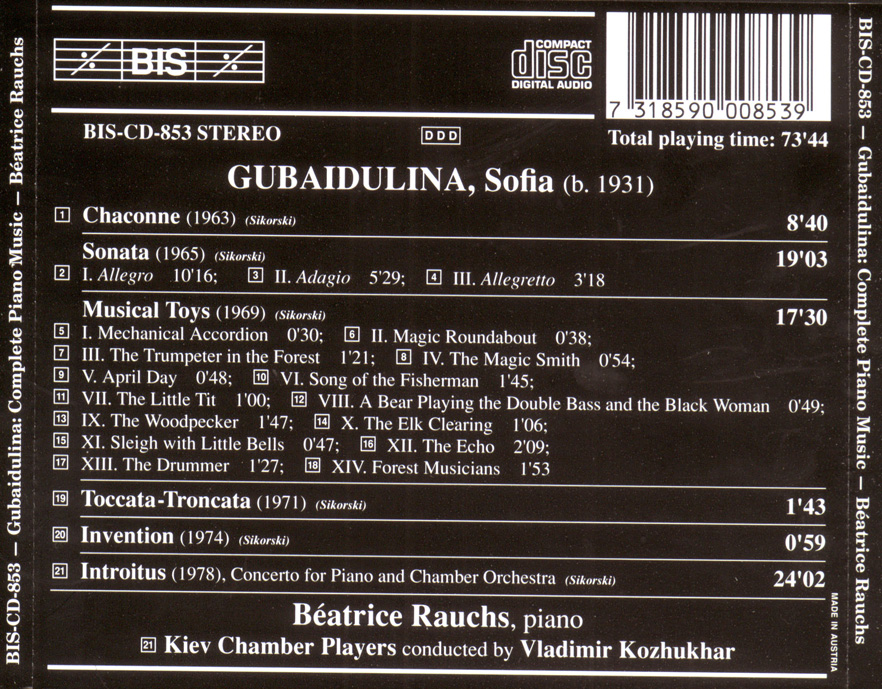 BIS-CD-853 — Gubaidulina: Complete Piano Music — Béatrice Rauchs
BIS
COMPACT
disc
DIGITAL AUDIO
7 318590 008539
BIS-CD-853 STEREO
DDD
Total playing time: 73'44
GUBAIDULINA, Sofia (b. 1931)
1 Chaconne (1963) (Sikorski) 8'40
Sonata (1965) (Sikorski) 19'03
2 I. Allegro 10'16; 3 II. Adagio 5'29; 4 III. Allegretto 3'18
Musical Toys (1969) (Sikorski) 17'30
5 I. Mechanical Accordion 0'30; 6 II. Magic Roundabout 0'38;
7 III. The Trumpeter in the Forest 1'21; 8 IV. The Magic Smith 0'54;
9 V. April Day 0'48; 10 VI. Song of the Fisherman 1'45;
11 VII. The Little Tit 1'00; 12 VIII. A Bear Playing the Double Bass and the Black Woman 0'49;
13 IX. The Woodpecker 1'47; 14 X. The Elk Clearing 1'06;
15 XI. Sleigh with Little Bells 0'47; 16 XII. The Echo 2'09;
17 XIII. The Drummer 1'27; 18 XIV. Forest Musicians 1'53
19 Toccata-Troncata (1971) (Sikorski) 1'43
20 Invention (1974) (Sikorski) 0'59
21 Introitus (1978), Concerto for Piano and Chamber Orchestra (Sikorski) 24'02
Béatrice Rauchs, piano
21 Kiev Chamber Players conducted by Vladimir Kozhukhar
MADE IN AUSTRIA
BIS-CD-853 — Gubaidulina: Complete Piano Music — Béatrice Rauchs